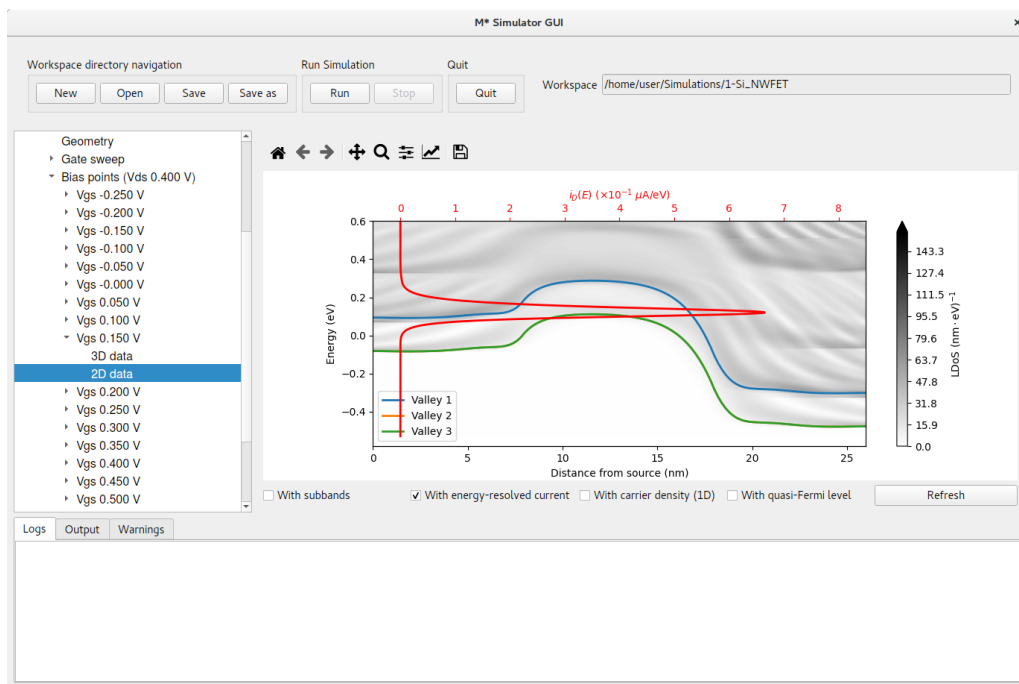 M* Simulator GUI
Workspace directory navigation
Run Simulation
Quit
New
Open
Save
Save as
Run
Stop
Quit
Workspace
/home/user/Simulations/1-Si_NWFET
Geometry
Gate sweep
Bias points (Vds 0.400 V)
Vgs -0.250 V
Vgs -0.200 V
Vgs -0.150 V
Vgs -0.100 V
Vgs -0.050 V
Vgs -0.000 V
Vgs 0.050 V
Vgs 0.100 V
Vgs 0.150 V
3D data
2D data
Vgs 0.200 V
Vgs 0.250 V
Vgs 0.300 V
Vgs 0.350 V
Vgs 0.400 V
Vgs 0.450 V
Vgs 0.500 V
i_D(E) (×10⁻¹ μA/eV)
0 1 2 3 4 5 6 7 8
Energy (eV)
0.6
0.4
0.2
0.0
−0.2
−0.4
Valley 1
Valley 2
Valley 3
0 5 10 15 20 25
Distance from source (nm)
143.3
127.4
111.5
95.5
79.6
63.7
47.8
31.8
15.9
0.0
LDoS (nm·eV)⁻¹
With subbands
With energy-resolved current
With carrier density (1D)
With quasi-Fermi level
Refresh
Logs
Output
Warnings